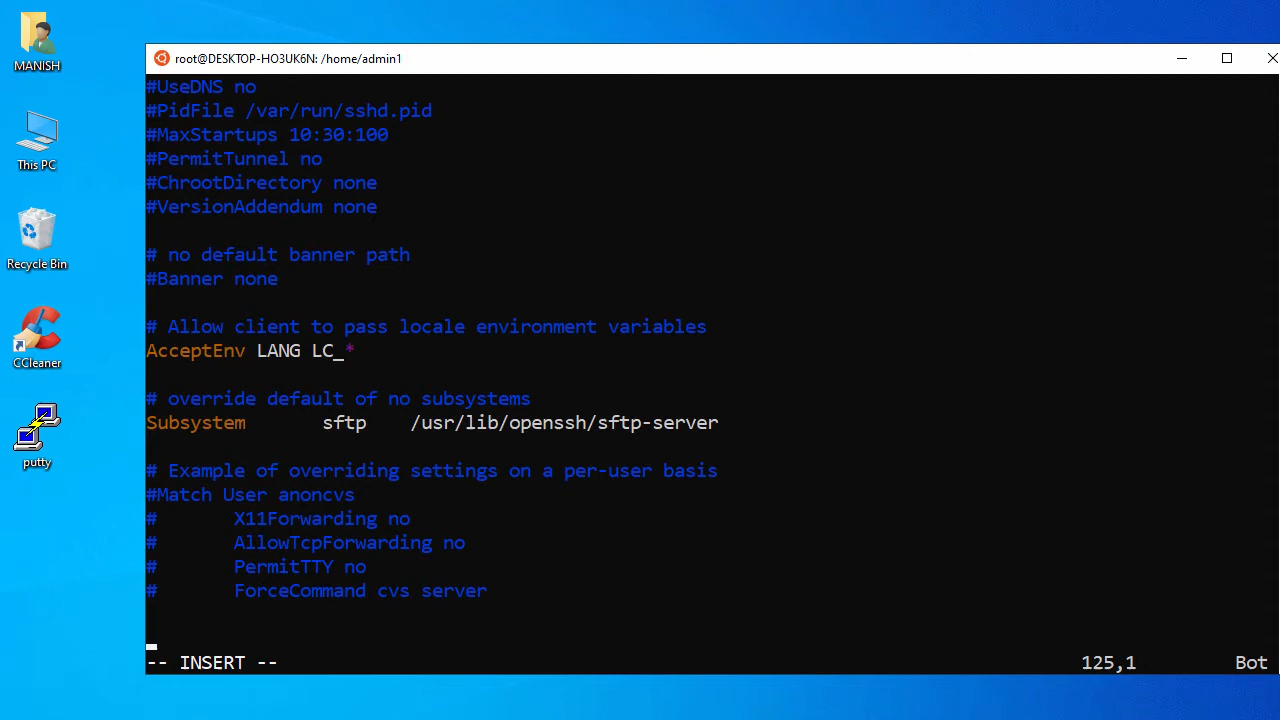 MANISH
This PC
Recycle Bin
CCleaner
putty
root@DESKTOP-HO3UK6N: /home/admin1
#UseDNS no
#PidFile /var/run/sshd.pid
#MaxStartups 10:30:100
#PermitTunnel no
#ChrootDirectory none
#VersionAddendum none
# no default banner path
#Banner none
# Allow client to pass locale environment variables
AcceptEnv LANG LC_*
# override default of no subsystems
Subsystem       sftp    /usr/lib/openssh/sftp-server
# Example of overriding settings on a per-user basis
#Match User anoncvs
#       X11Forwarding no
#       AllowTcpForwarding no
#       PermitTTY no
#       ForceCommand cvs server
-- INSERT -- 125,1 Bot